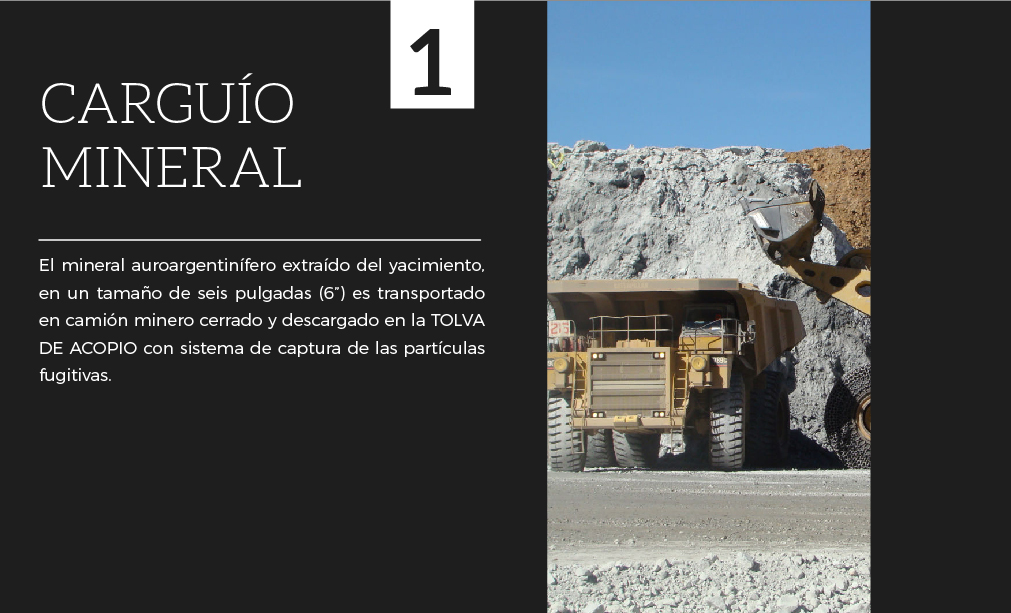 1
CARGUÍO
MINERAL
El mineral auroargentinífero extraído del yacimiento,
en un tamaño de seis pulgadas (6”) es transportado
en camión minero cerrado y descargado en la TOLVA
DE ACOPIO con sistema de captura de las partículas
fugitivas.